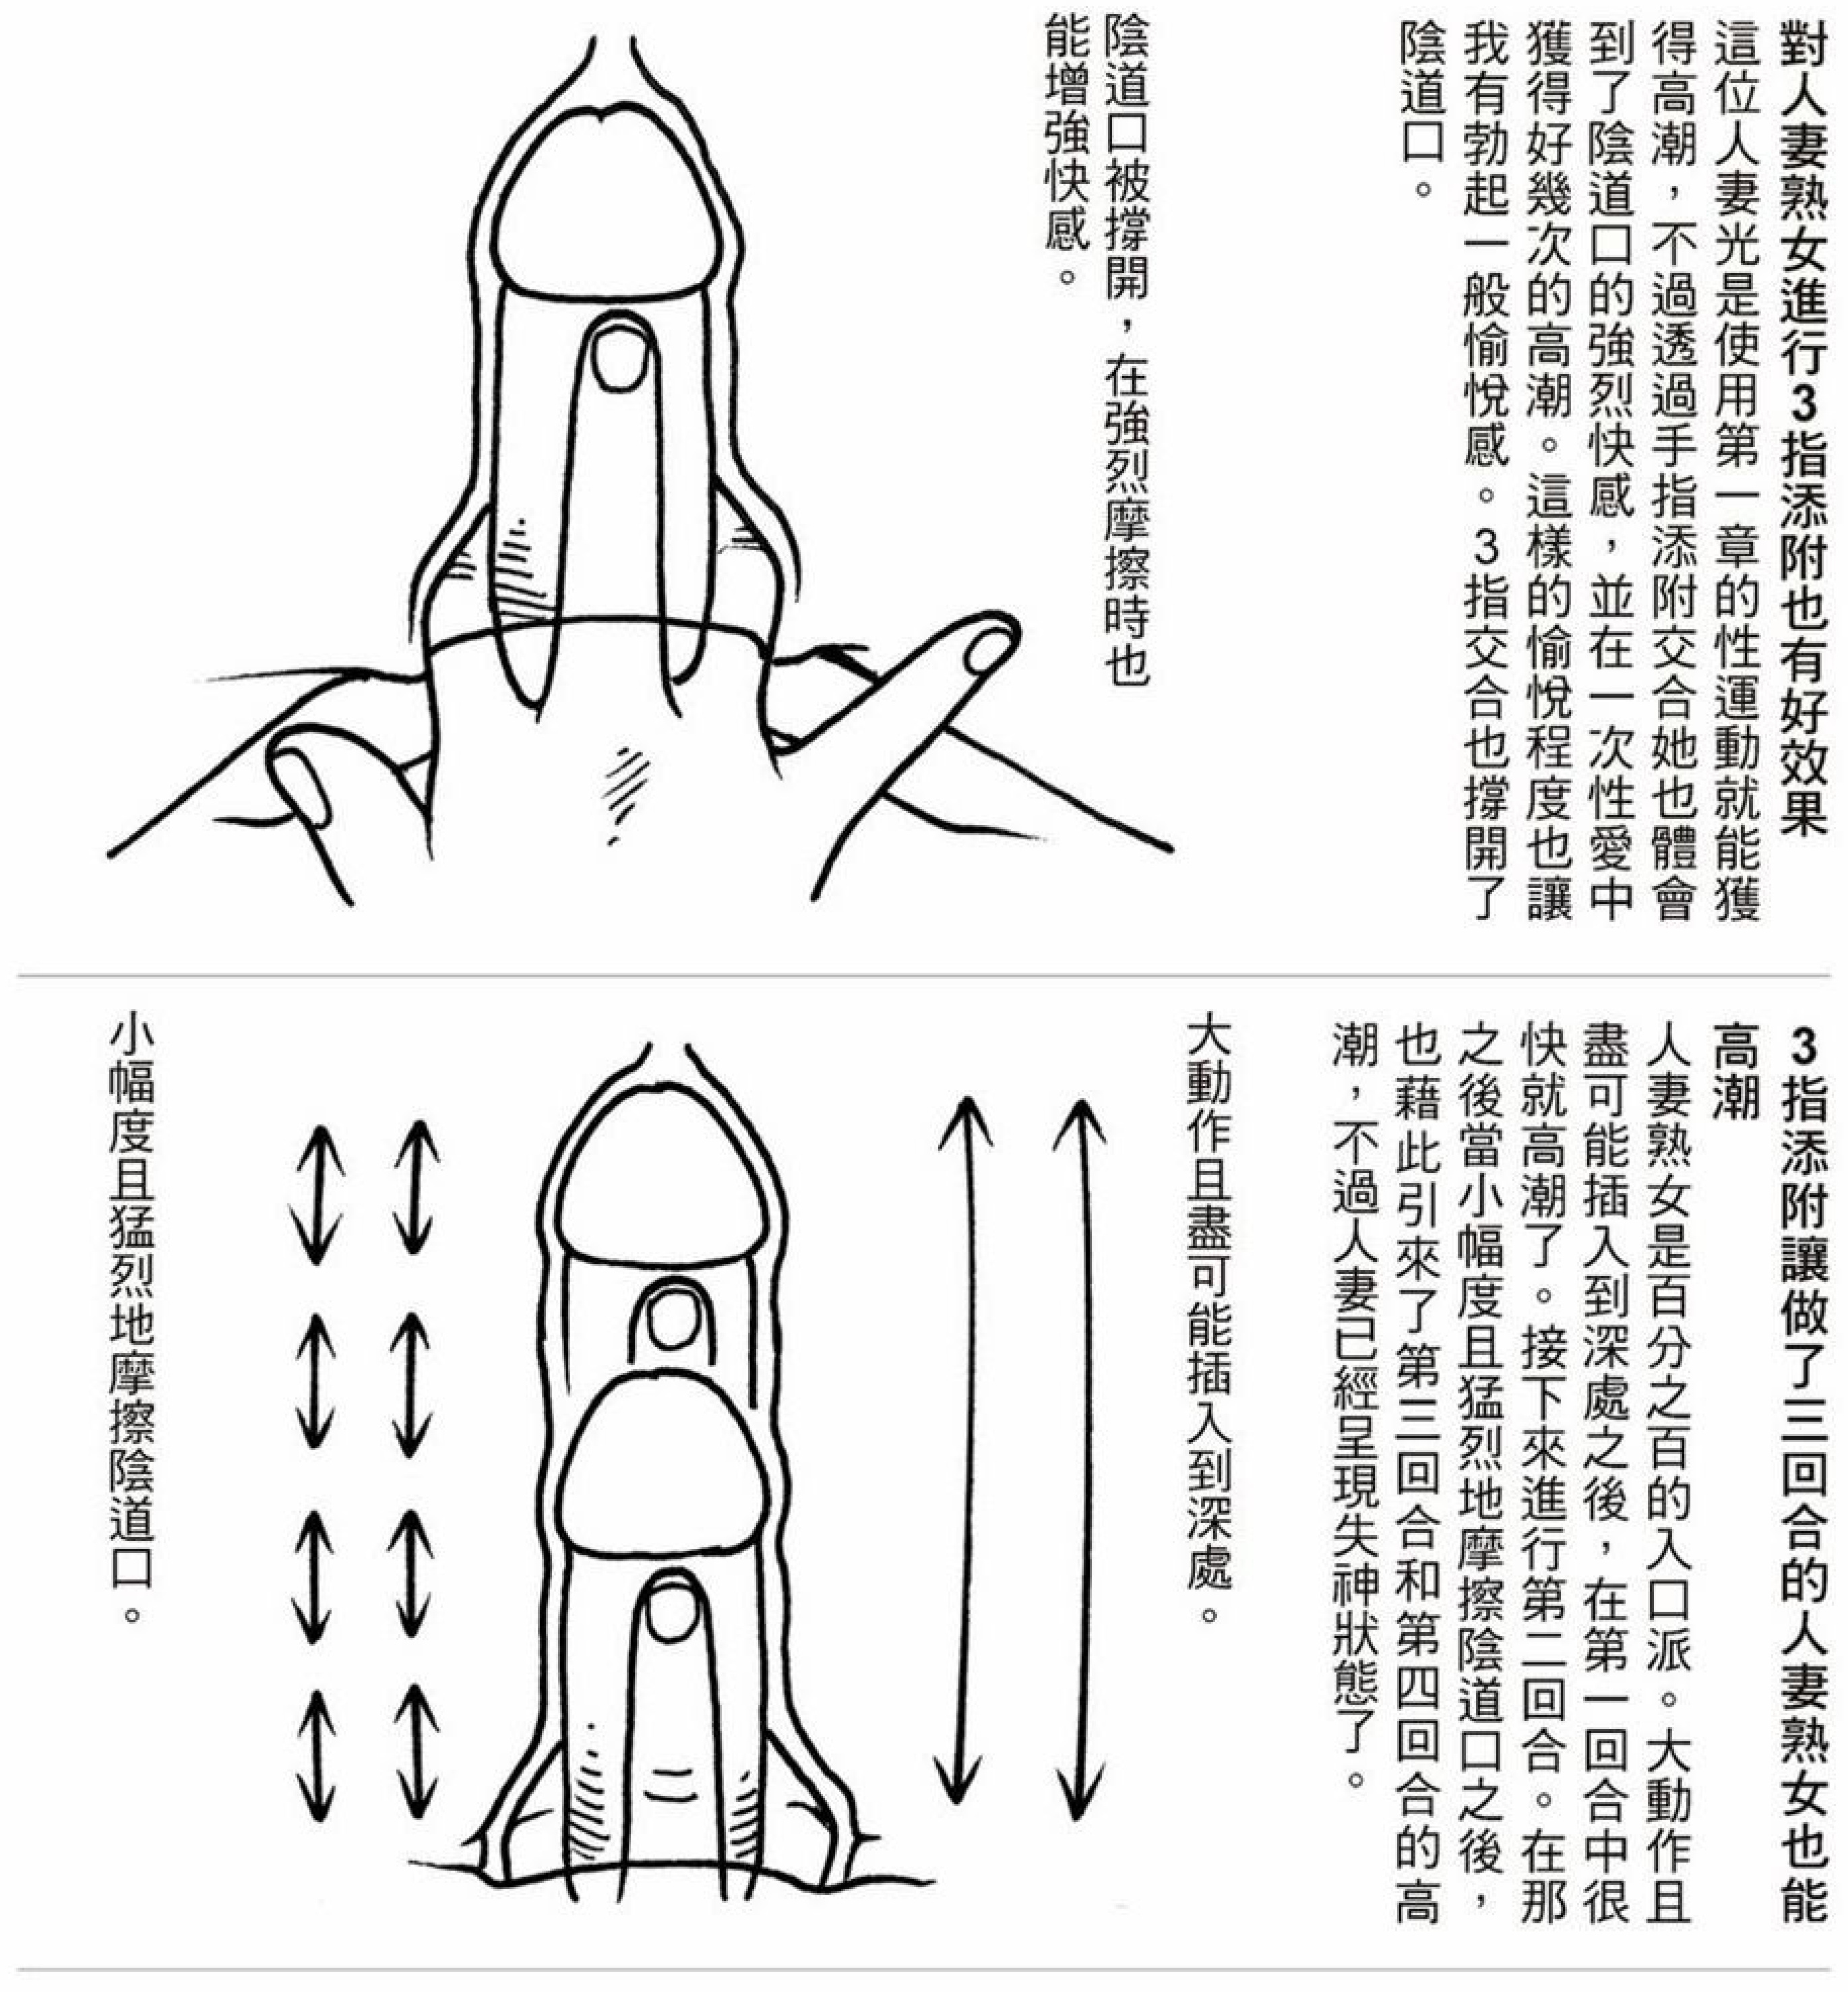 對人妻熟女進行3指添附也有好效果
這位人妻光是使用第一章的性運動就能獲
得高潮，不過透過手指添附交合她也體會
到了陰道口的強烈快感，並在一次性愛中
獲得好幾次的高潮。這樣的愉悅程度也讓
我有勃起一般愉悅感。3指交合也撐開了
陰道口。
陰道口被撐開，在強烈摩擦時也
能增強快感。
3指添附讓做了三回合的人妻熟女也能
高潮
人妻熟女是百分之百的入口派。大動作且
盡可能插入到深處之後，在第一回合中很
快就高潮了。接下來進行第二回合。在那
之後當小幅度且猛烈地摩擦陰道口之後，
也藉此引來了第三回合和第四回合的高
潮，不過人妻已經呈現失神狀態了。
大動作且盡可能插入到深處。
小幅度且猛烈地摩擦陰道口。